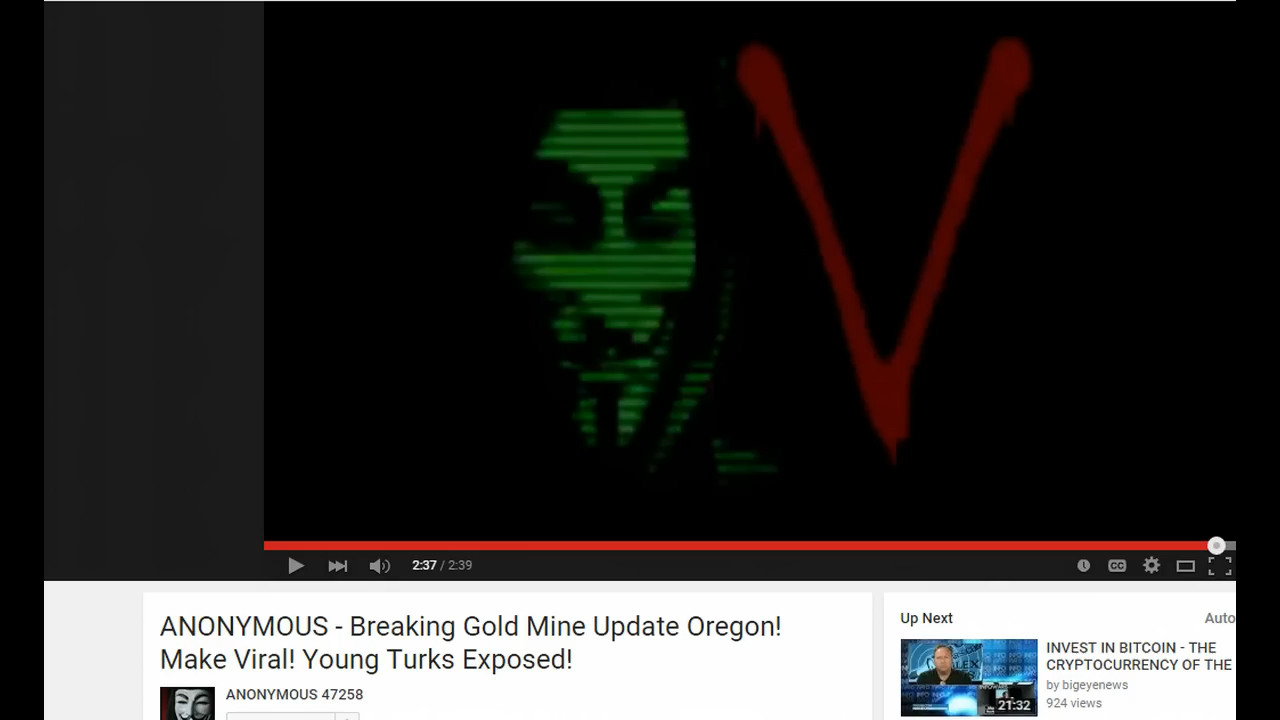 V
2:37 / 2:39
CC
ANONYMOUS - Breaking Gold Mine Update Oregon!
Make Viral! Young Turks Exposed!
ANONYMOUS 47258
Up Next
Auto
INVEST IN BITCOIN - THE
CRYPTOCURRENCY OF THE
by bigeyenews
924 views
21:32